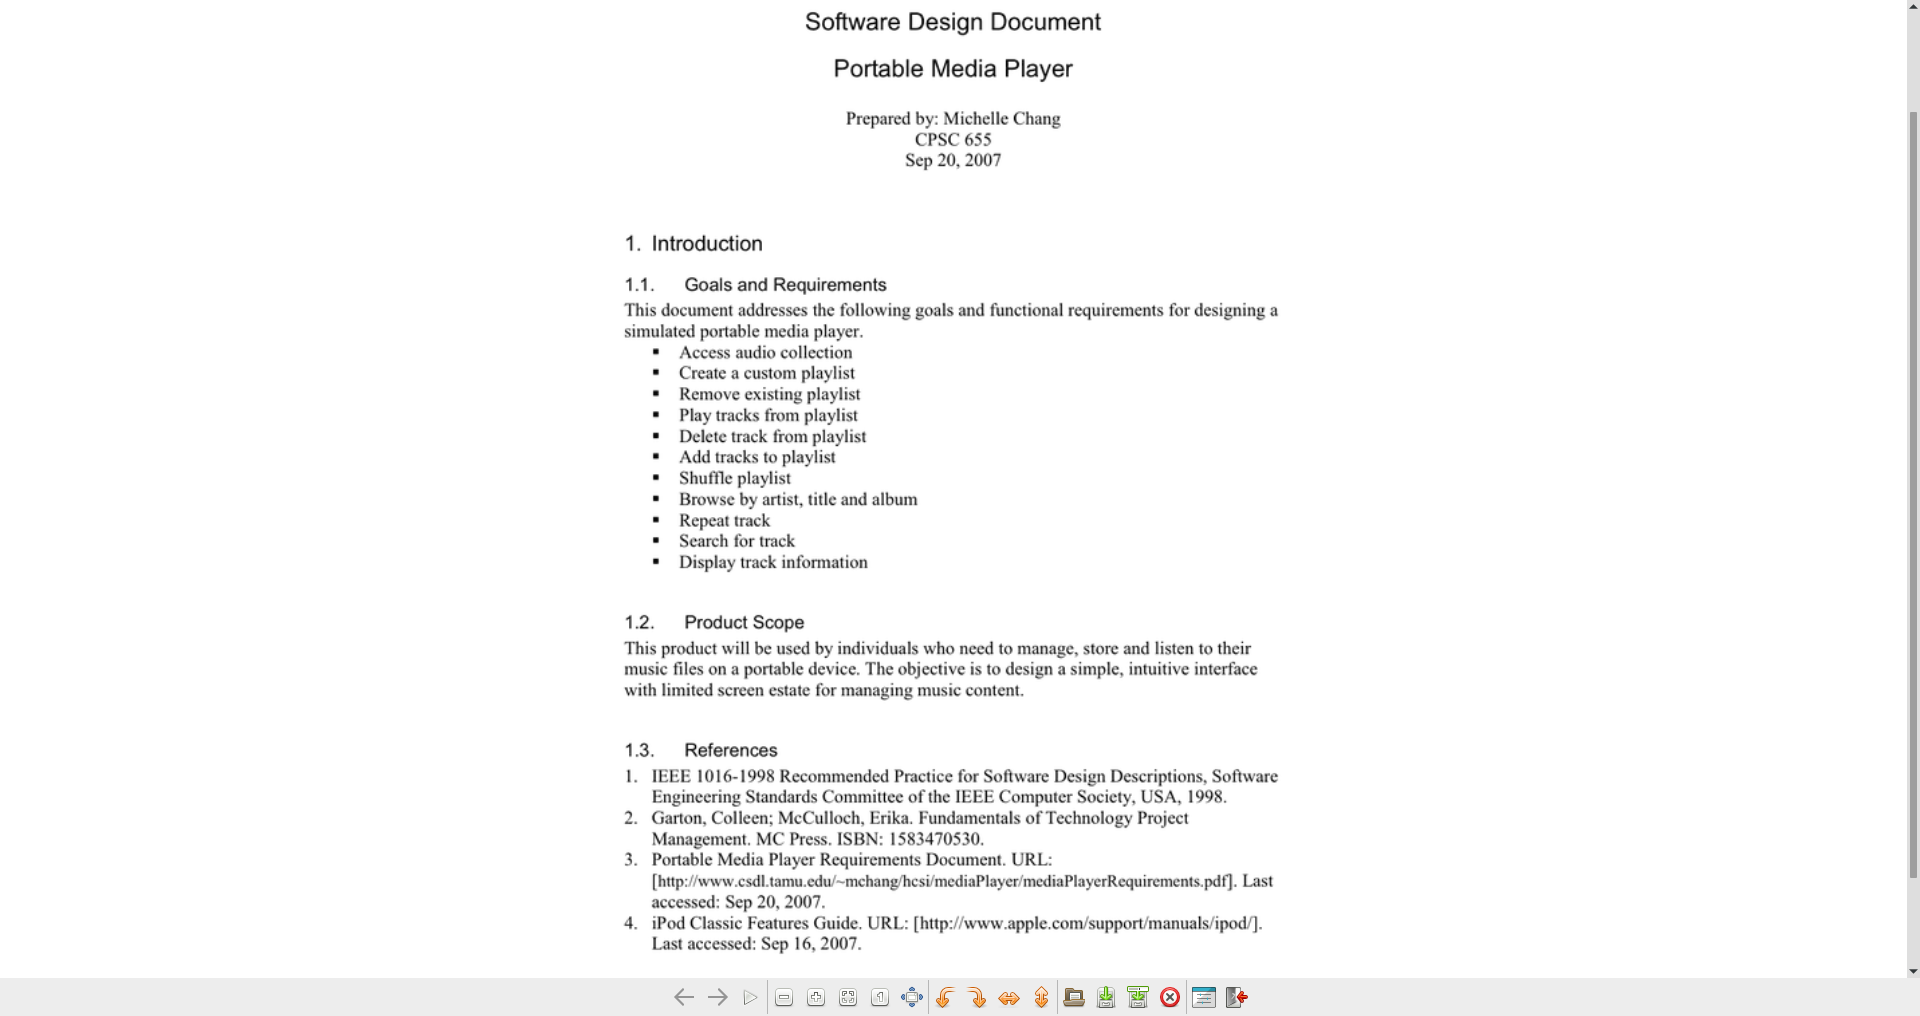 Software Design Document
Portable Media Player
Prepared by: Michelle Chang
CPSC 655
Sep 20, 2007
1. Introduction
1.1. Goals and Requirements
This document addresses the following goals and functional requirements for designing a
simulated portable media player.
▪ Access audio collection
▪ Create a custom playlist
▪ Remove existing playlist
▪ Play tracks from playlist
▪ Delete track from playlist
▪ Add tracks to playlist
▪ Shuffle playlist
▪ Browse by artist, title and album
▪ Repeat track
▪ Search for track
▪ Display track information
1.2. Product Scope
This product will be used by individuals who need to manage, store and listen to their
music files on a portable device. The objective is to design a simple, intuitive interface
with limited screen estate for managing music content.
1.3. References
1. IEEE 1016-1998 Recommended Practice for Software Design Descriptions, Software
Engineering Standards Committee of the IEEE Computer Society, USA, 1998.
2. Garton, Colleen; McCulloch, Erika. Fundamentals of Technology Project
Management. MC Press. ISBN: 1583470530.
3. Portable Media Player Requirements Document. URL:
[http://www.csdl.tamu.edu/~mchang/hcsi/mediaPlayer/mediaPlayerRequirements.pdf]. Last
accessed: Sep 20, 2007.
4. iPod Classic Features Guide. URL: [http://www.apple.com/support/manuals/ipod/].
Last accessed: Sep 16, 2007.
1